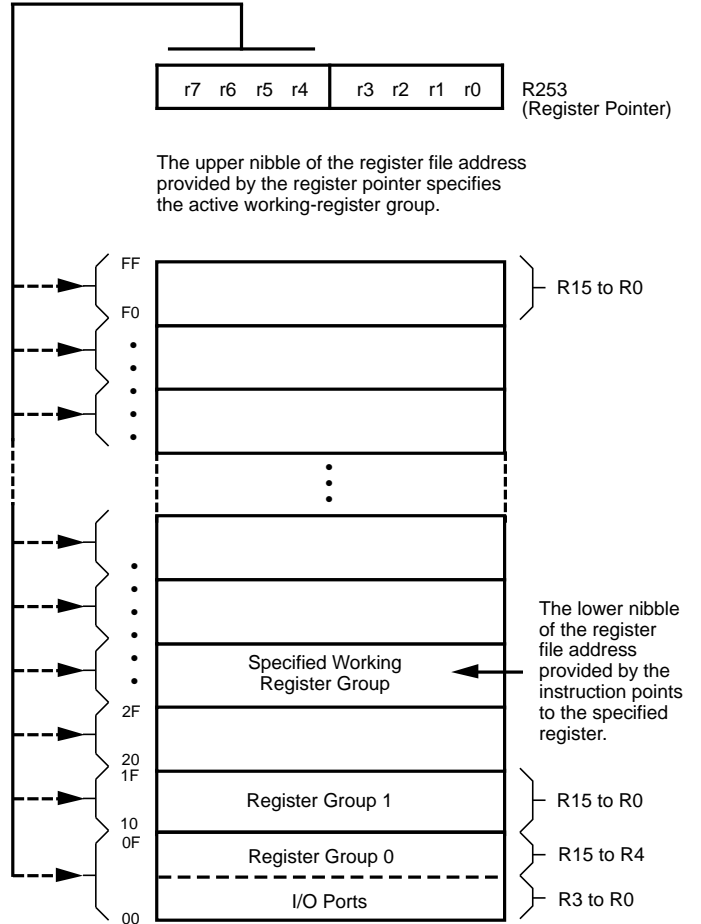 r7 r6 r5 r4 r3 r2 r1 r0
R253
(Register Pointer)
The upper nibble of the register file address
provided by the register pointer specifies
the active working-register group.
FF
F0
R15 to R0
Specified Working
Register Group
The lower nibble
of the register
file address
provided by the
instruction points
to the specified
register.
2F
20
1F
Register Group 1
R15 to R0
10
0F
Register Group 0
R15 to R4
I/O Ports
R3 to R0
00